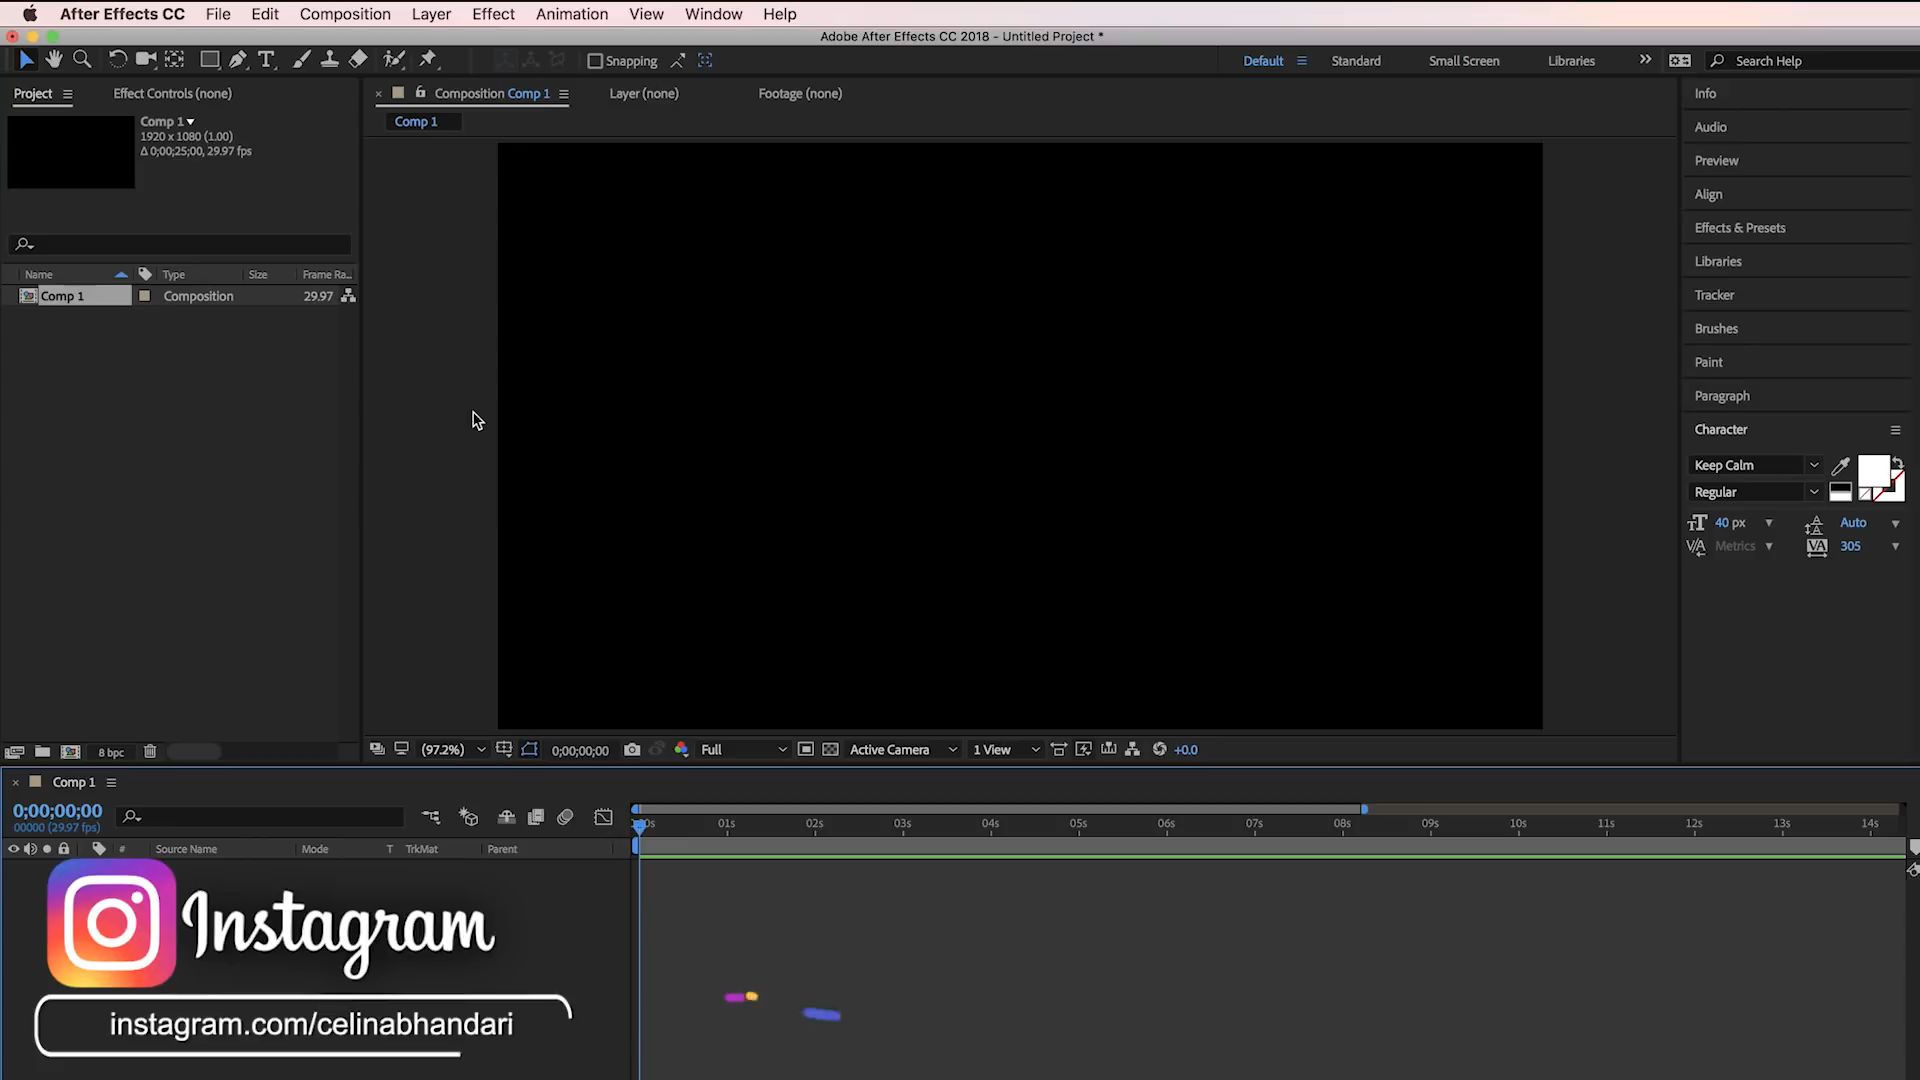 After Effects CC File Edit Composition Layer Effect Animation View Window Help
Adobe After Effects CC 2018 - Untitled Project *
Snapping Default Standard Small Screen Libraries Search Help
Project Effect Controls (none)
Composition Comp 1 Layer (none) Footage (none)
Comp 1
Comp 1
1920 x 1080 (1.00)
Δ 0;00;25;00, 29.97 fps
Name Type Size Frame Ra...
Comp 1 Composition 29.97
8 bpc
(97.2%) 0;00;00;00 Full Active Camera 1 View +0.0
Info
Audio
Preview
Align
Effects & Presets
Libraries
Tracker
Brushes
Paint
Paragraph
Character
Keep Calm
Regular
40 px Auto
Metrics 305
Comp 1
0;00;00;00
00000 (29.97 fps)
01s 02s 03s 04s 05s 06s 07s 08s 09s 10s 11s 12s 13s 14s
# Source Name Mode T TrkMat Parent
Instagram
instagram.com/celinabhandari